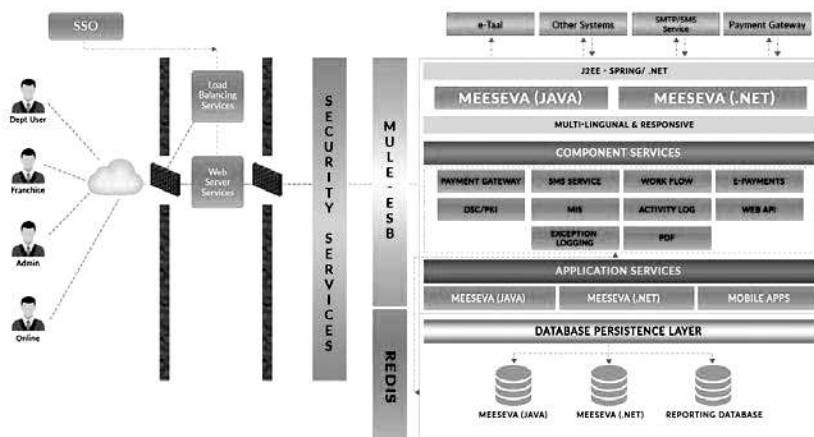 SSO
Load
Balancing
Services
Web
Server
Services
Dept User
Franchise
Admin
Online
SECURITY SERVICES
MULE - ESB
REDIS
e-Taal
Other Systems
SMTP/SMS
Service
Payment Gateway
J2EE - SPRING/ .NET
MEESEVA (JAVA)
MEESEVA (.NET)
MULTI-LINGUNAL & RESPONSIVE
COMPONENT SERVICES
PAYMENT GATEWAY
SMS SERVICE
WORK FLOW
E-PAYMENTS
DSC/PKI
MIS
ACTIVITY LOG
WEB API
EXCEPTION
LOGGING
PDF
APPLICATION SERVICES
MEESEVA (JAVA)
MEESEVA (.NET)
MOBILE APPS
DATABASE PERSISTENCE LAYER
MEESEVA (JAVA)
MEESEVA (.NET)
REPORTING DATABASE